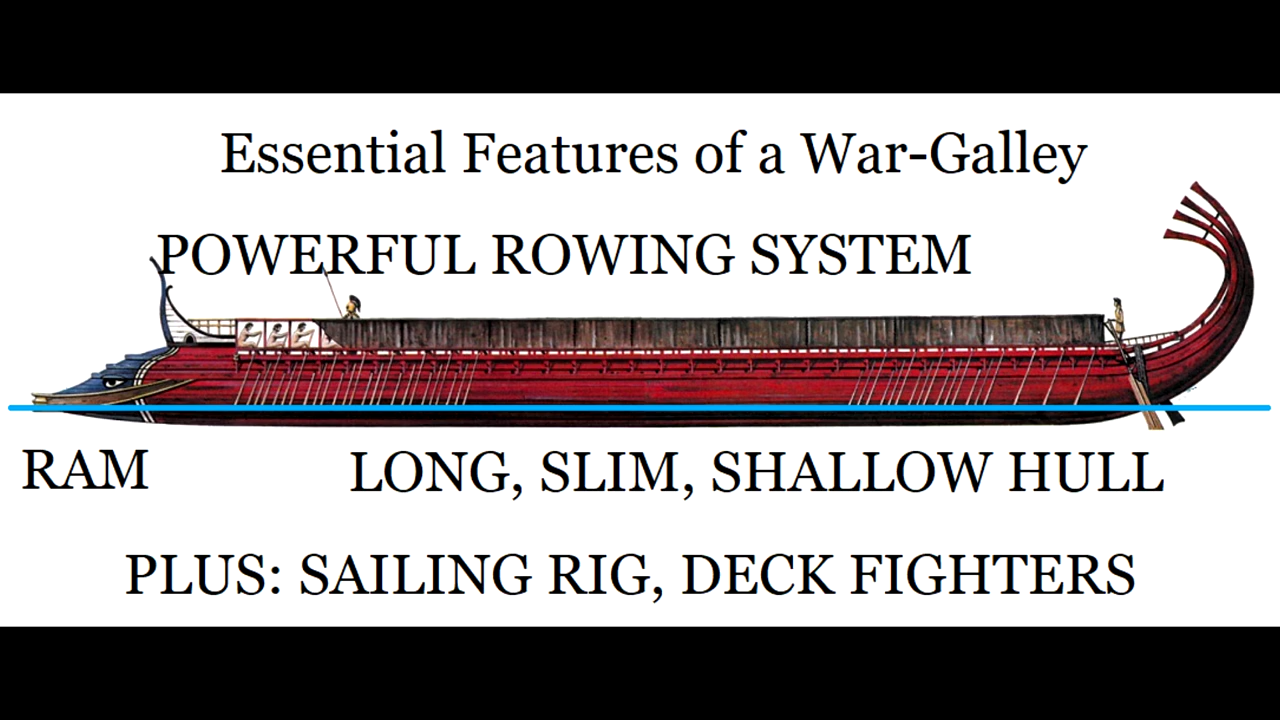 Essential Features of a War-Galley
POWERFUL ROWING SYSTEM
RAM
LONG, SLIM, SHALLOW HULL
PLUS: SAILING RIG, DECK FIGHTERS